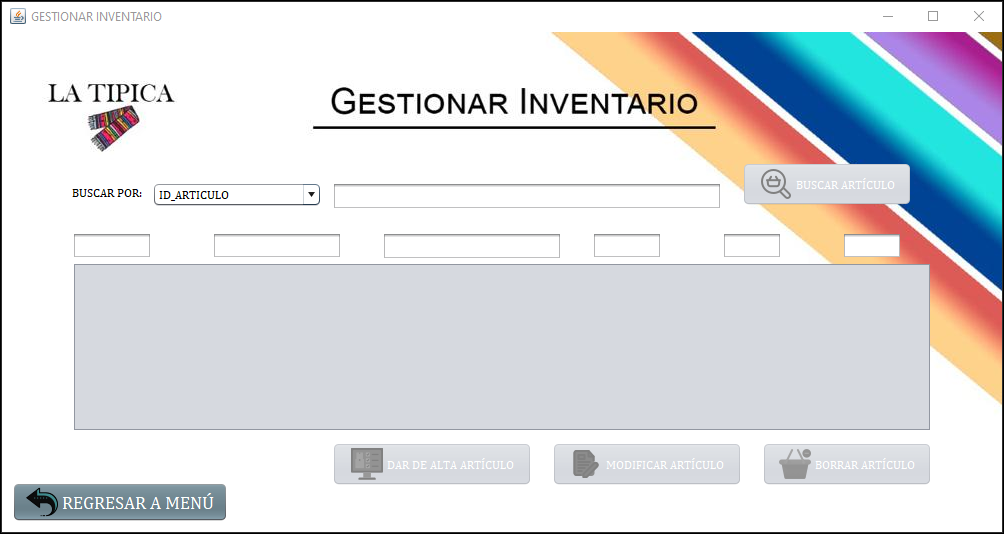 GESTIONAR INVENTARIO
LA TIPICA
GESTIONAR INVENTARIO
BUSCAR POR: ID_ARTICULO BUSCAR ARTÍCULO
DAR DE ALTA ARTÍCULO MODIFICAR ARTÍCULO BORRAR ARTÍCULO
REGRESAR A MENÚ